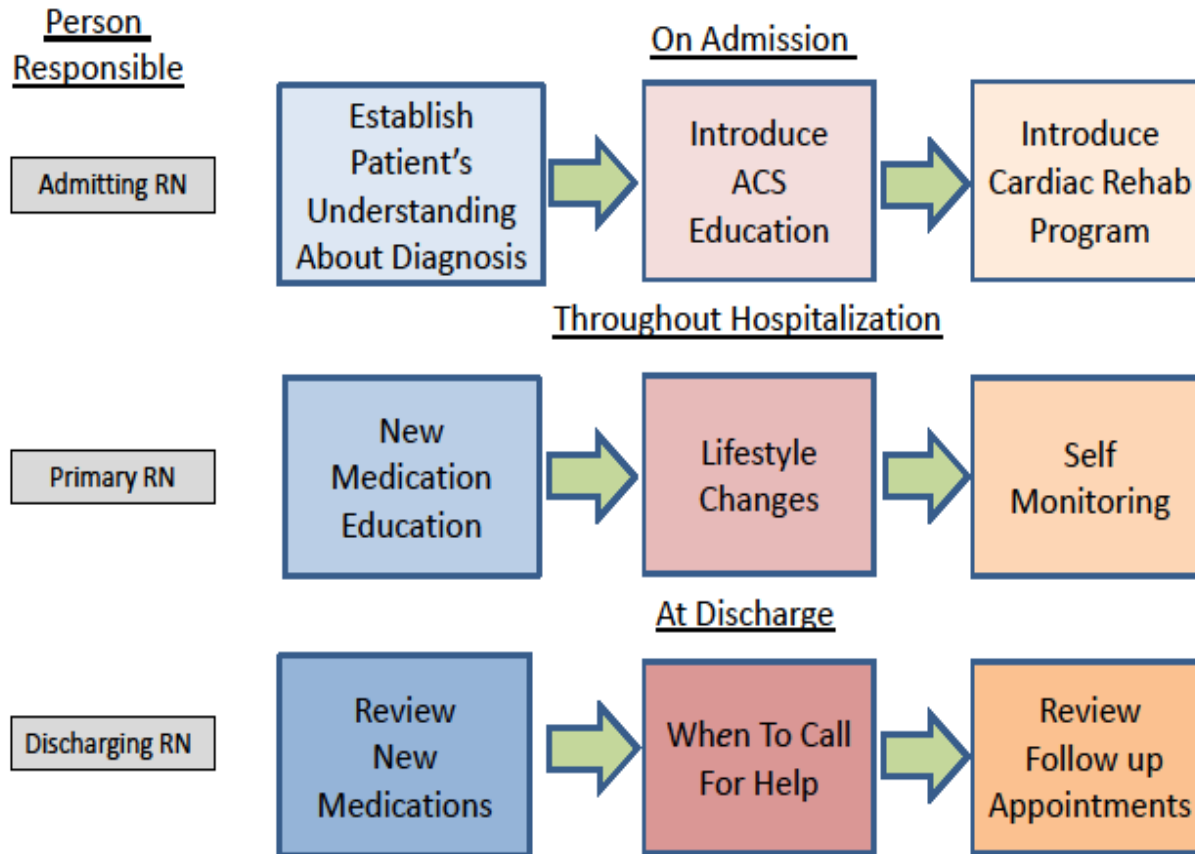 Person
Responsible
On Admission
Admitting RN
Establish
Patient's
Understanding
About Diagnosis
Introduce
ACS
Education
Introduce
Cardiac Rehab
Program
Throughout Hospitalization
Primary RN
New
Medication
Education
Lifestyle
Changes
Self
Monitoring
At Discharge
Discharging RN
Review
New
Medications
When To Call
For Help
Review
Follow up
Appointments